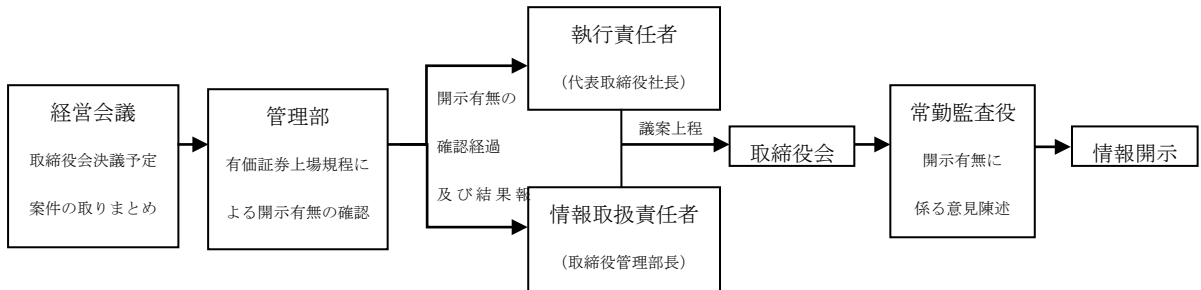 経営会議
取締役会決議予定
案件の取りまとめ
管理部
有価証券上場規程に
よる開示有無の確認
開示有無の
確認経過
及び結果報
執行責任者
（代表取締役社長）
情報取扱責任者
（取締役管理部長）
議案上程
取締役会
常勤監査役
開示有無に
係る意見陳述
情報開示